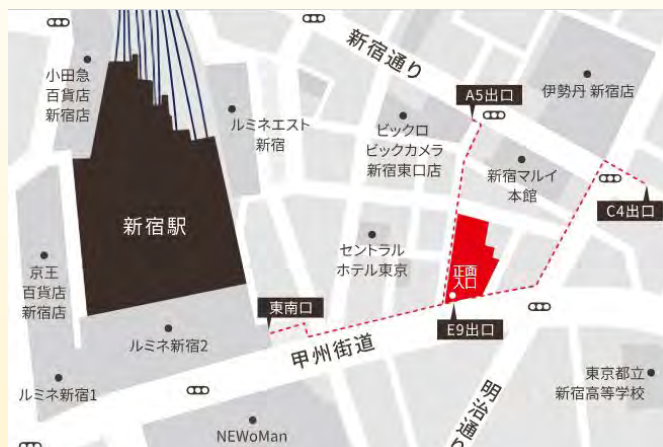 小田急
百貨店
新宿店
ルミネエスト
新宿
新宿通り
A5出口
伊勢丹 新宿店
ビックロ
ビックカメラ
新宿東口店
新宿マルイ
本館
C4出口
新宿駅
セントラル
ホテル東京
正面
入口
京王
百貨店
新宿店
東南口
E9出口
ルミネ新宿2
甲州街道
ルミネ新宿1
明治通り
東京都立
新宿高等学校
NEWoMan